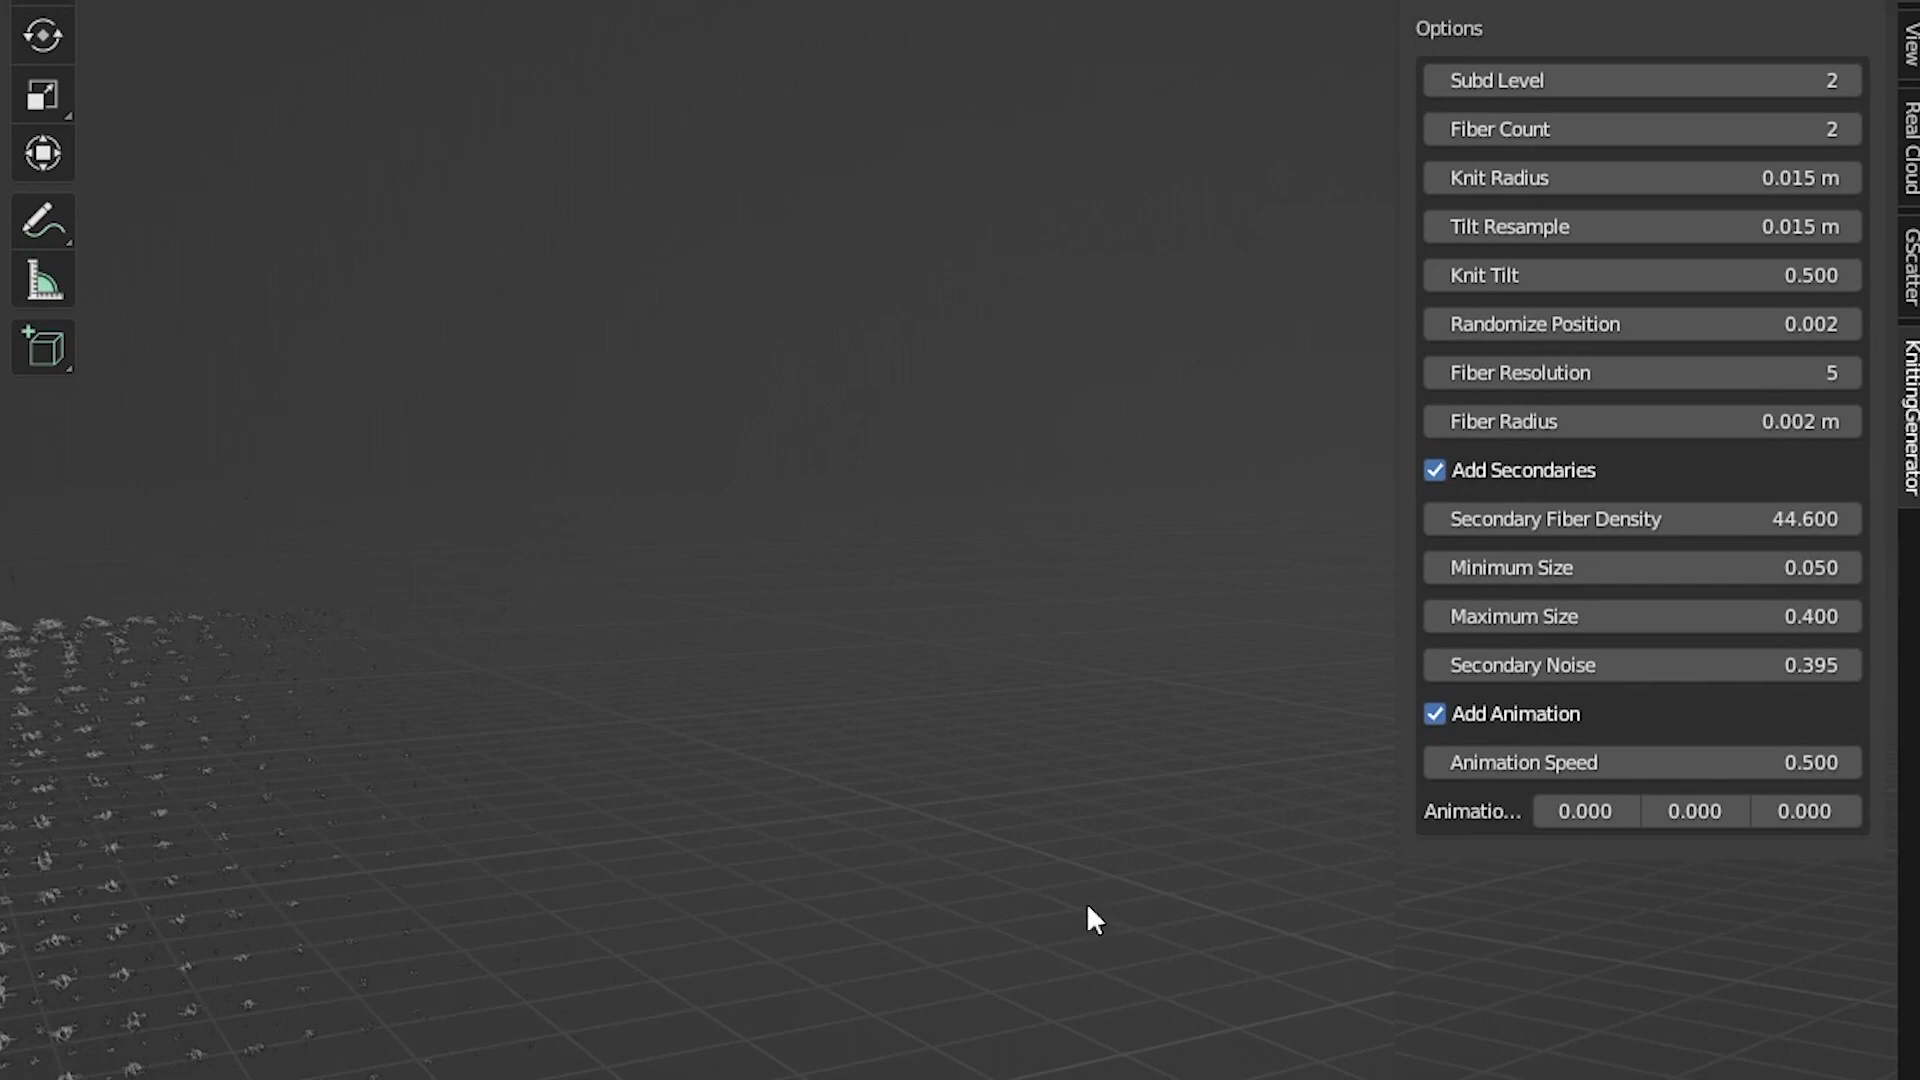 Options
Subd Level 2
Fiber Count 2
Knit Radius 0.015 m
Tilt Resample 0.015 m
Knit Tilt 0.500
Randomize Position 0.002
Fiber Resolution 5
Fiber Radius 0.002 m
Add Secondaries
Secondary Fiber Density 44.600
Minimum Size 0.050
Maximum Size 0.400
Secondary Noise 0.395
Add Animation
Animation Speed 0.500
Animatio... 0.000 0.000 0.000
View
Real Cloud
GScatter
KnittingGenerator